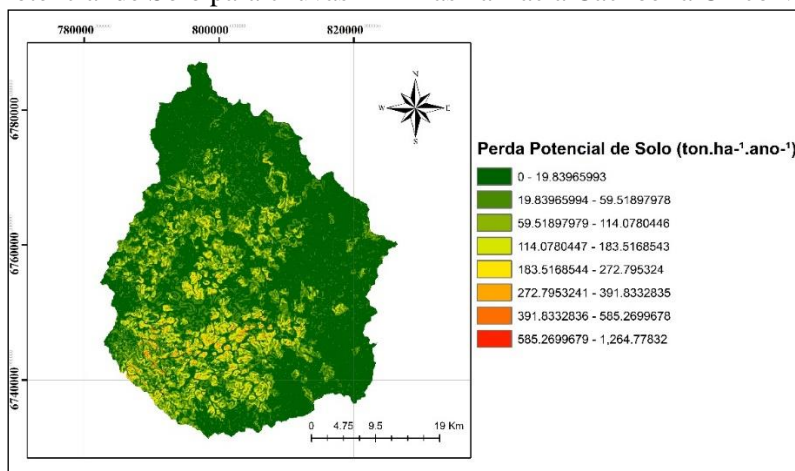 780000 800000 820000
N
W E
S
6780000
6760000
6740000
Perda Potencial de Solo (ton.ha-¹.ano-¹)
0 - 19.83965993
19.83965994 - 59.51897978
59.51897979 - 114.0780446
114.0780447 - 183.5168543
183.5168544 - 272.795324
272.7953241 - 391.8332835
391.8332836 - 585.2699678
585.2699679 - 1,264.77832
0 4.75 9.5 19 Km